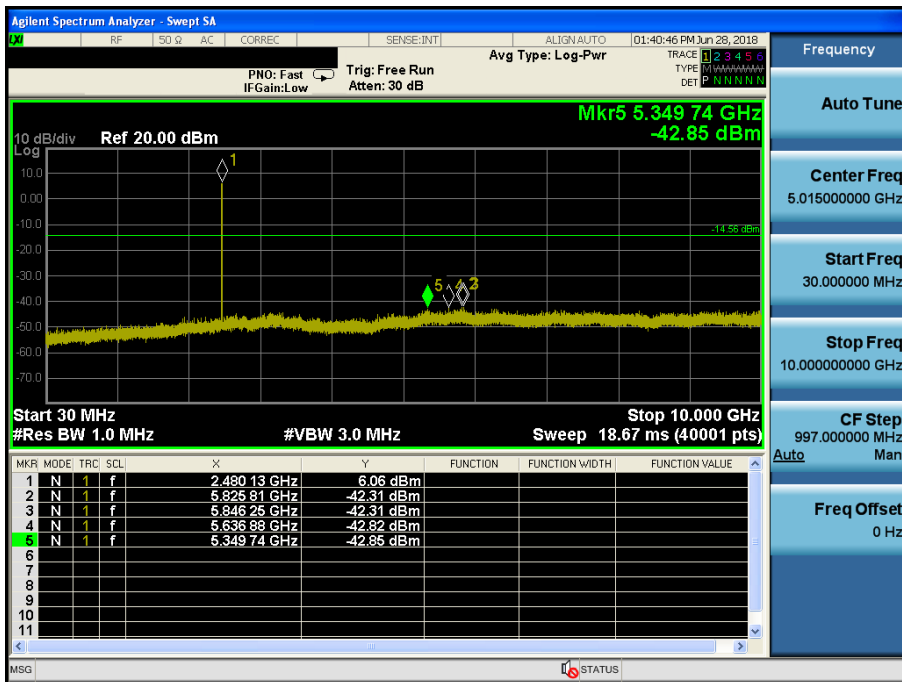 Agilent Spectrum Analyzer - Swept SA
LXI RF 50 Ω AC CORREC SENSE:INT ALIGN AUTO 01:40:46 PM Jun 28, 2018
Frequency
PNO: Fast Trig: Free Run Avg Type: Log-Pwr TRACE 1 2 3 4 5 6
IFGain:Low Atten: 30 dB TYPE M WWWWW
DET P N N N N N
Auto Tune
Mkr5 5.349 74 GHz
-42.85 dBm
10 dB/div Ref 20.00 dBm
Log
10.0
0.00
-10.0
-20.0
-30.0
-40.0
-50.0
-60.0
-70.0
1
-14.56 dBm
5 4 2 3
Center Freq
5.015000000 GHz
Start Freq
30.000000 MHz
Stop Freq
10.000000000 GHz
Start 30 MHz Stop 10.000 GHz
#Res BW 1.0 MHz #VBW 3.0 MHz Sweep 18.67 ms (40001 pts)
CF Step
997.000000 MHz
Auto Man
MKR MODE TRC SCL X Y FUNCTION FUNCTION WIDTH FUNCTION VALUE
1 N 1 f 2.480 13 GHz 6.06 dBm
2 N 1 f 5.825 81 GHz -42.31 dBm
3 N 1 f 5.846 25 GHz -42.31 dBm
4 N 1 f 5.636 88 GHz -42.82 dBm
5 N 1 f 5.349 74 GHz -42.85 dBm
6
7
8
9
10
11
Freq Offset
0 Hz
MSG STATUS